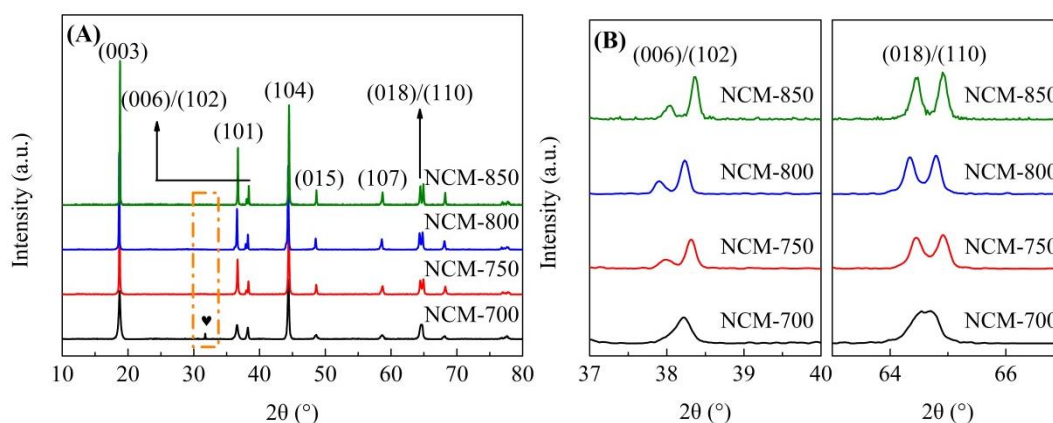 (A)
(003)
(006)/(102)
(101)
(104)
(015)
(107)
(018)/(110)
NCM-850
NCM-800
NCM-750
NCM-700
♥
Intensity (a.u.)
10 20 30 40 50 60 70 80
2θ (°)
(B)
(006)/(102)
NCM-850
NCM-800
NCM-750
NCM-700
Intensity (a.u.)
37 38 39 40
2θ (°)
(018)/(110)
NCM-850
NCM-800
NCM-750
NCM-700
64 66
2θ (°)